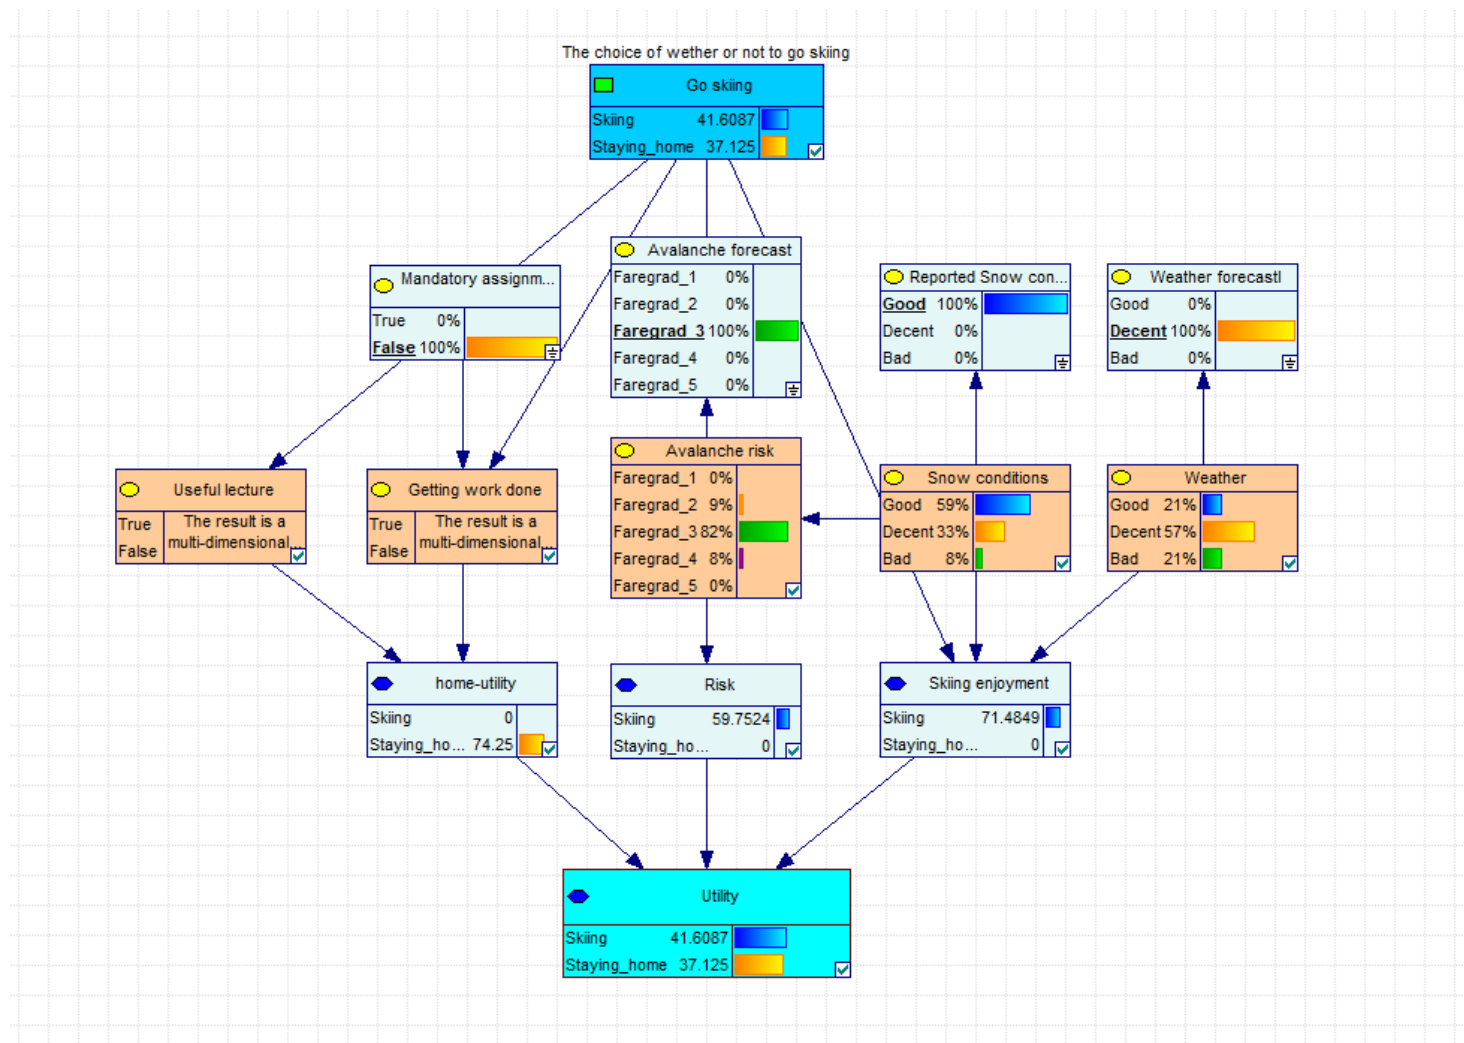 The choice of wether or not to go skiing
Go skiing
Skiing 41.6087
Staying_home 37.125
Mandatory assignm...
True 0%
False 100%
Avalanche forecast
Faregrad_1 0%
Faregrad_2 0%
Faregrad_3 100%
Faregrad_4 0%
Faregrad_5 0%
Reported Snow con...
Good 100%
Decent 0%
Bad 0%
Weather forecastl
Good 0%
Decent 100%
Bad 0%
Useful lecture
True
False
The result is a
multi-dimensional...
Getting work done
True
False
The result is a
multi-dimensional...
Avalanche risk
Faregrad_1 0%
Faregrad_2 9%
Faregrad_3 82%
Faregrad_4 8%
Faregrad_5 0%
Snow conditions
Good 59%
Decent 33%
Bad 8%
Weather
Good 21%
Decent 57%
Bad 21%
home-utility
Skiing 0
Staying_ho... 74.25
Risk
Skiing 59.7524
Staying_ho... 0
Skiing enjoyment
Skiing 71.4849
Staying_ho... 0
Utility
Skiing 41.6087
Staying_home 37.125